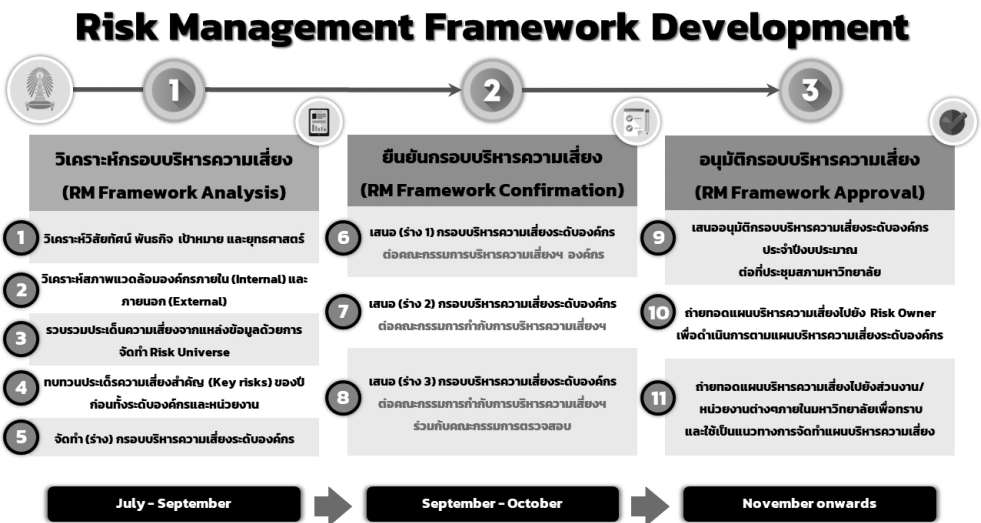 Risk Management Framework Development
1
2
3
วิเคราะห์กรอบบริหารความเสี่ยง
(RM Framework Analysis)
1
วิเคราะห์วิสัยทัศน์ พันธกิจ เป้าหมาย และยุทธศาสตร์
2
วิเคราะห์สภาพแวดล้อมองค์กรภายใน (Internal) และ
ภายนอก (External)
3
รวบรวมประเด็นความเสี่ยงจากแหล่งข้อมูลด้วยการ
จัดทำ Risk Universe
4
ทบทวนประเด็รความเสี่ยงสำคัญ (Key risks) ของปี
ก่อนทั้งระดับองค์กรและหน่วยงาน
5
จัดทำ (ร่าง) กรอบบริหารความเสี่ยงระดับองค์กร
July - September
ยืนยันกรอบบริหารความเสี่ยง
(RM Framework Confirmation)
6
เสนอ (ร่าง 1) กรอบบริหารความเสี่ยงระดับองค์กร
ต่อคณะกรรมการบริหารความเสี่ยงฯ องค์กร
7
เสนอ (ร่าง 2) กรอบบริหารความเสี่ยงระดับองค์กร
ต่อคณะกรรมการกำกับการบริหารความเสี่ยงฯ
8
เสนอ (ร่าง 3) กรอบบริหารความเสี่ยงระดับองค์กร
ต่อคณะกรรมการกำกับการบริหารความเสี่ยงฯ
ร่วมกับคณะกรรมการตรวจสอบ
September - October
อนุมัติกรอบบริหารความเสี่ยง
(RM Framework Approval)
9
เสนออนุมัติกรอบบริหารความเสี่ยงระดับองค์กร
ประจำปีงบประมาณ
ต่อที่ประชุมสภามหาวิทยาลัย
10
ถ่ายทอดแผนบริหารความเสี่ยงไปยัง Risk Owner
เพื่อดำเนินการตามแผนบริหารความเสี่ยงระดับองค์กร
11
ถ่ายทอดแผนบริหารความเสี่ยงไปยังส่วนงาน/
หน่วยงานต่างๆภายในมหาวิทยาลัยเพื่อทราบ
และใช้เป็นแนวทางการจัดทำแผนบริหารความเสี่ยง
November onwards